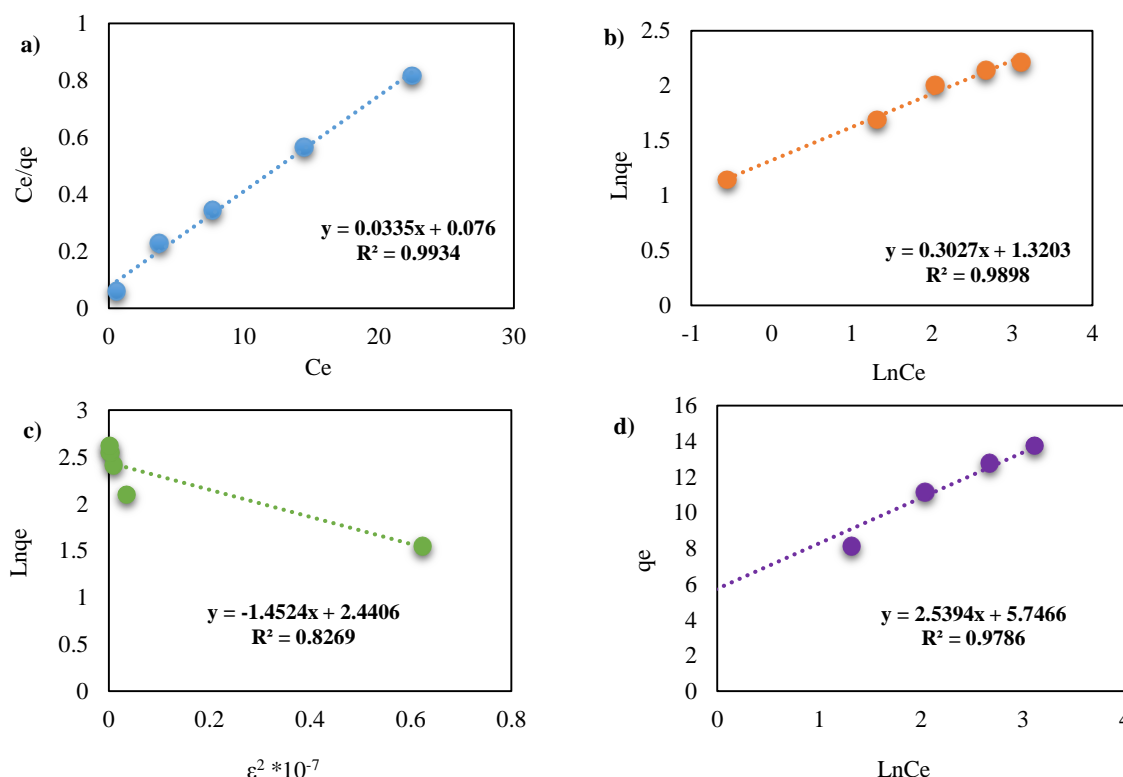 a)
1
0.8
0.6
0.4
0.2
0
0
10
20
30
Ce/qe
Ce
y = 0.0335x + 0.076
R² = 0.9934
b)
2.5
2
1.5
1
0.5
0
-1
0
1
2
3
4
Lnqe
LnCe
y = 0.3027x + 1.3203
R² = 0.9898
c)
3
2.5
2
1.5
1
0.5
0
0
0.2
0.4
0.6
0.8
Lnqe
ε² *10⁻⁷
y = -1.4524x + 2.4406
R² = 0.8269
d)
16
14
12
10
8
6
4
2
0
0
1
2
3
4
qe
LnCe
y = 2.5394x + 5.7466
R² = 0.9786